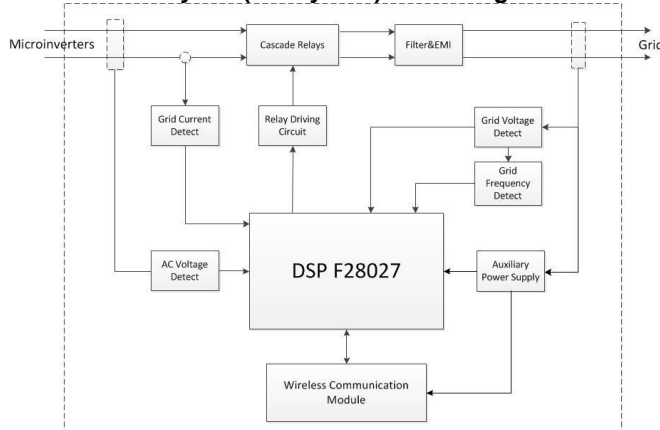 Microinverters
Cascade Relays
Filter&EMI
Grid
Grid Current
Detect
Relay Driving
Circuit
Grid Voltage
Detect
Grid
Frequency
Detect
DSP F28027
AC Voltage
Detect
Auxiliary
Power Supply
Wireless Communication
Module